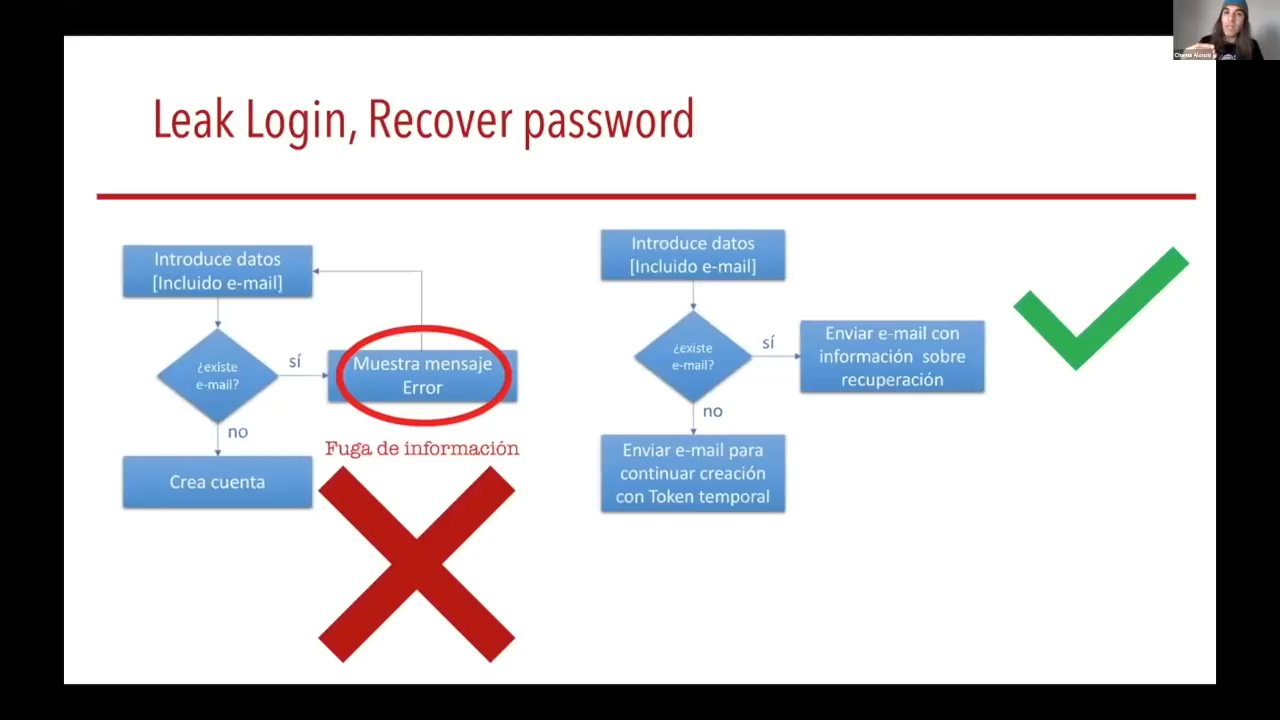 Chema Alonso
Leak Login, Recover password
Introduce datos
[Incluido e-mail]
¿existe
e-mail?
sí
Muestra mensaje
Error
no
Fuga de información
Crea cuenta
Introduce datos
[Incluido e-mail]
¿existe
e-mail?
sí
Enviar e-mail con
información sobre
recuperación
no
Enviar e-mail para
continuar creación
con Token temporal